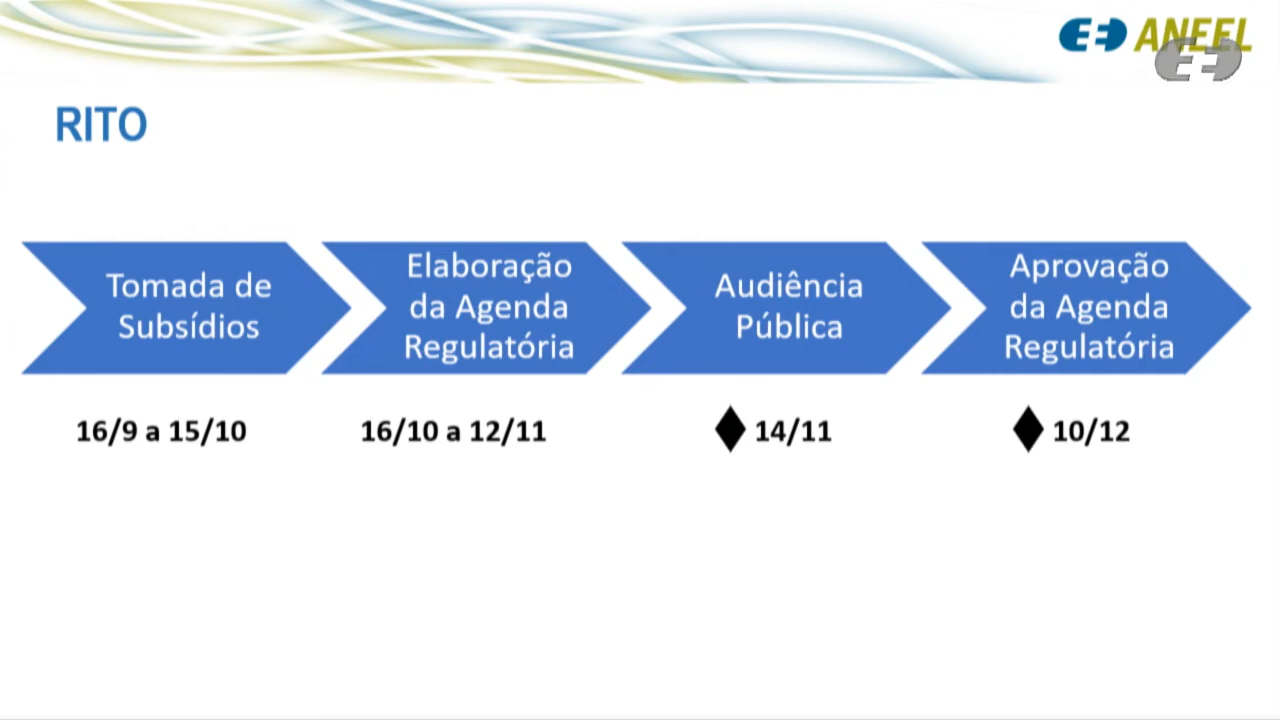 ANEEL
RITO
Tomada de
Subsídios
Elaboração
da Agenda
Regulatória
Audiência
Pública
Aprovação
da Agenda
Regulatória
16/9 a 15/10
16/10 a 12/11
14/11
10/12